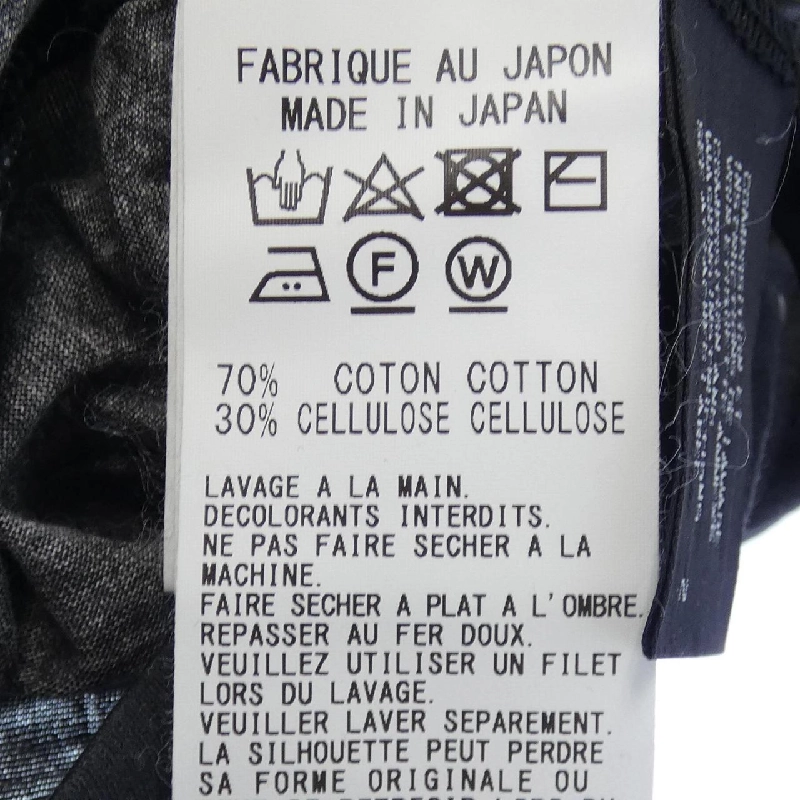 FABRIQUE AU JAPON
MADE IN JAPAN
F W
70% COTON COTTON
30% CELLULOSE CELLULOSE
LAVAGE A LA MAIN.
DECOLORANTS INTERDITS.
NE PAS FAIRE SECHER A LA
MACHINE.
FAIRE SECHER A PLAT A L'OMBRE.
REPASSER AU FER DOUX.
VEUILLEZ UTILISER UN FILET
LORS DU LAVAGE.
VEUILLER LAVER SEPAREMENT.
LA SILHOUETTE PEUT PERDRE
SA FORME ORIGINALE OU